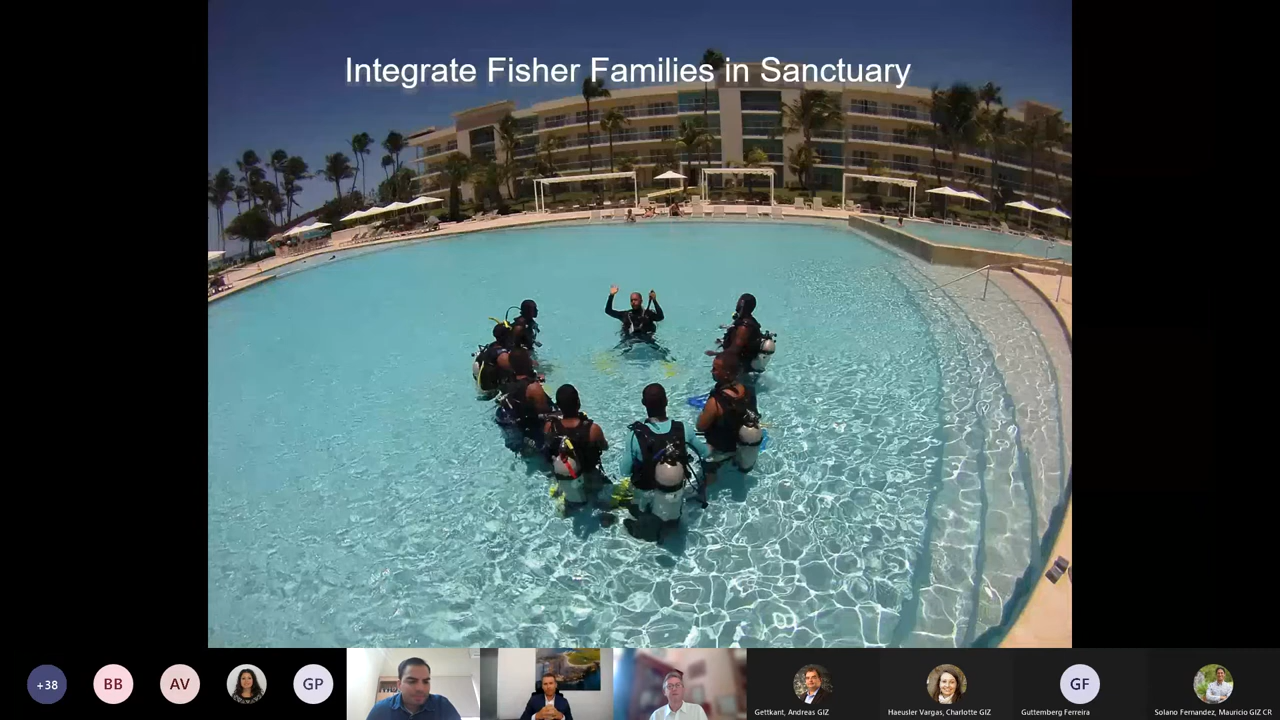 Integrate Fisher Families in Sanctuary
+38
BB
AV
GP
GF
Gettkant, Andreas GIZ
Haeusler Vargas, Charlotte GIZ
Guttemberg Ferreira
Solano Fernandez, Mauricio GIZ CR